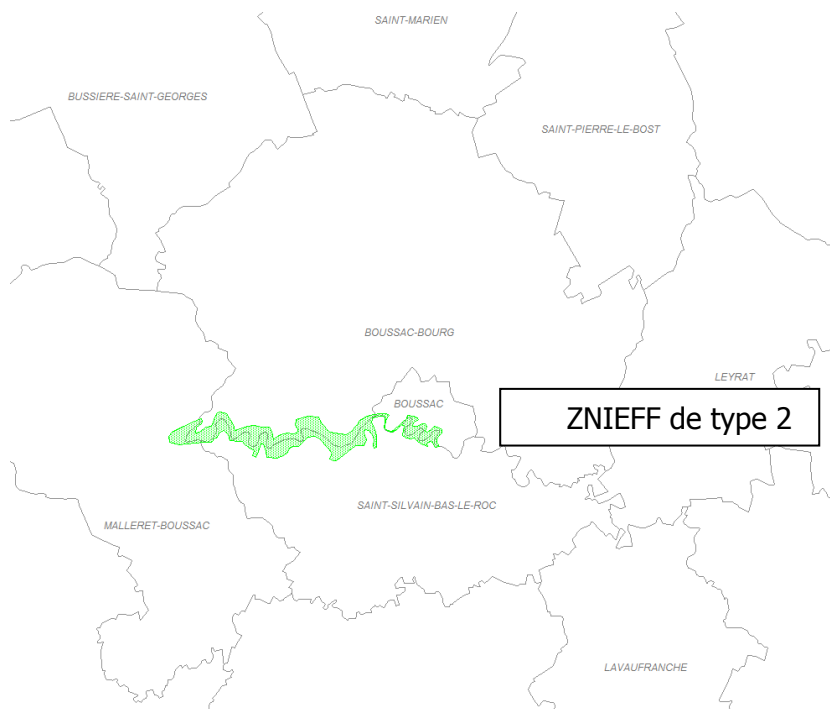 SAINT-MARIEN
BUSSIERE-SAINT-GEORGES
SAINT-PIERRE-LE-BOST
BOUSSAC-BOURG
LEYRAT
BOUSSAC
ZNIEFF de type 2
SAINT-SILVAIN-BAS-LE-ROC
MALLERET-BOUSSAC
LAVAUFRANCHE